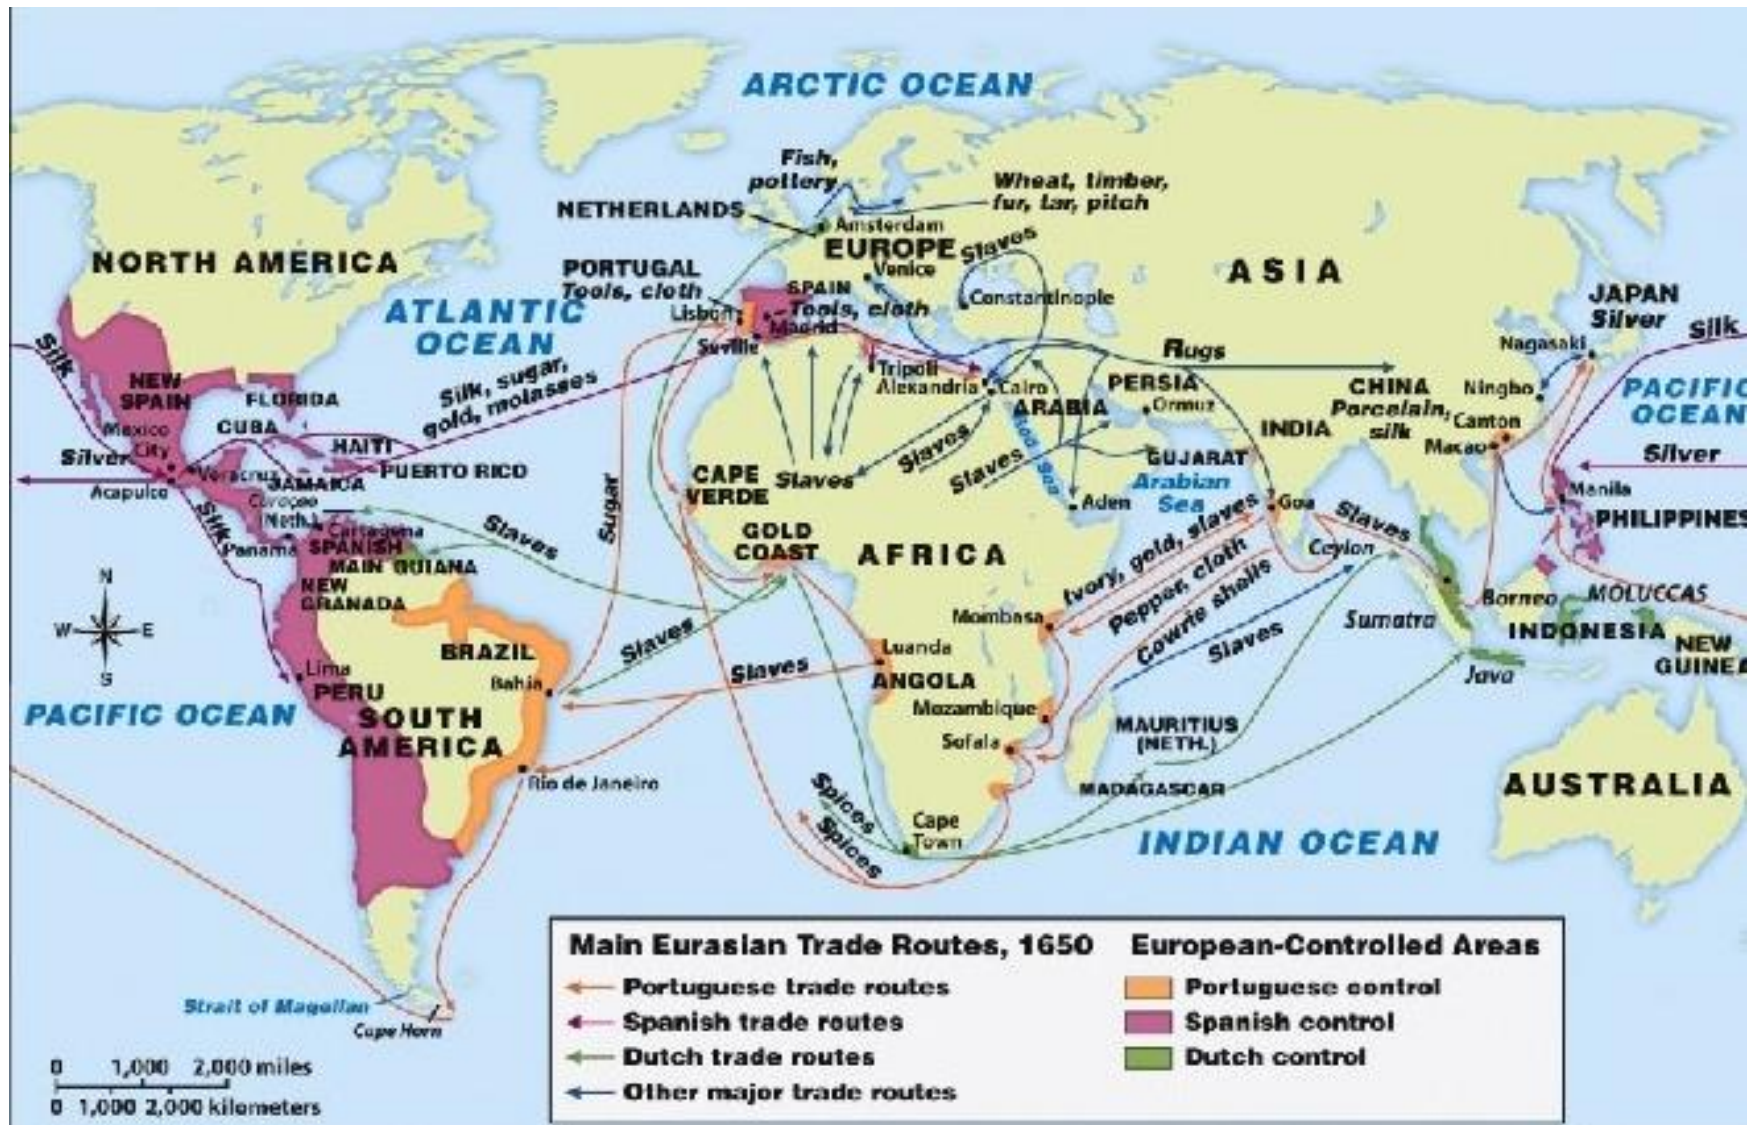 ARCTIC OCEAN
Fish,
pottery
Wheat, timber,
fur, tar, pitch
NETHERLANDS
Amsterdam
EUROPE
Slaves
Venice
NORTH AMERICA
ASIA
PORTUGAL
Tools, cloth
SPAIN
Tools, cloth
Constantinople
ATLANTIC
OCEAN
Lisbon
Madrid
Seville
JAPAN
Silver
Silk
Nagasaki
Silk
Rugs
Tripoli
Alexandria
Cairo
PERSIA
Ormuz
CHINA
Porcelain,
silk
Ningbo
PACIFIC
OCEAN
NEW
SPAIN
FLORIDA
Silk, sugar,
gold, molasses
ARABIA
INDIA
Canton
Macao
CUBA
Mexico
City
HAITI
Silver
Veracruz
PUERTO RICO
JAMAICA
Acapulco
Curaçao
(Neth.)
Cartagena
Silk
Panama
SPANISH
MAIN
GUIANA
NEW
GRANADA
Slaves
Sugar
CAPE
VERDE
Slaves
Slaves
Slaves
Red Sea
GUJARAT
Arabian
Sea
Aden
Goa
Silver
Manila
PHILIPPINES
GOLD
COAST
AFRICA
Ivory, gold, slaves
Pepper, cloth
Cowrie shells
Slaves
Slaves
Ceylon
Borneo
MOLUCCAS
Sumatra
INDONESIA
NEW
GUINEA
Java
N
W
E
S
Mombasa
Luanda
ANGOLA
Slaves
Slaves
BRAZIL
Bahia
Lima
PERU
PACIFIC OCEAN
SOUTH
AMERICA
Mozambique
Sofala
MAURITIUS
(NETH.)
MADAGASCAR
Rio de Janeiro
Spices
Spices
Cape
Town
INDIAN OCEAN
AUSTRALIA
Strait of Magellan
Cape Horn
0 1,000 2,000 miles
0 1,000 2,000 kilometers
Main Eurasian Trade Routes, 1650
Portuguese trade routes
Spanish trade routes
Dutch trade routes
Other major trade routes
European-Controlled Areas
Portuguese control
Spanish control
Dutch control